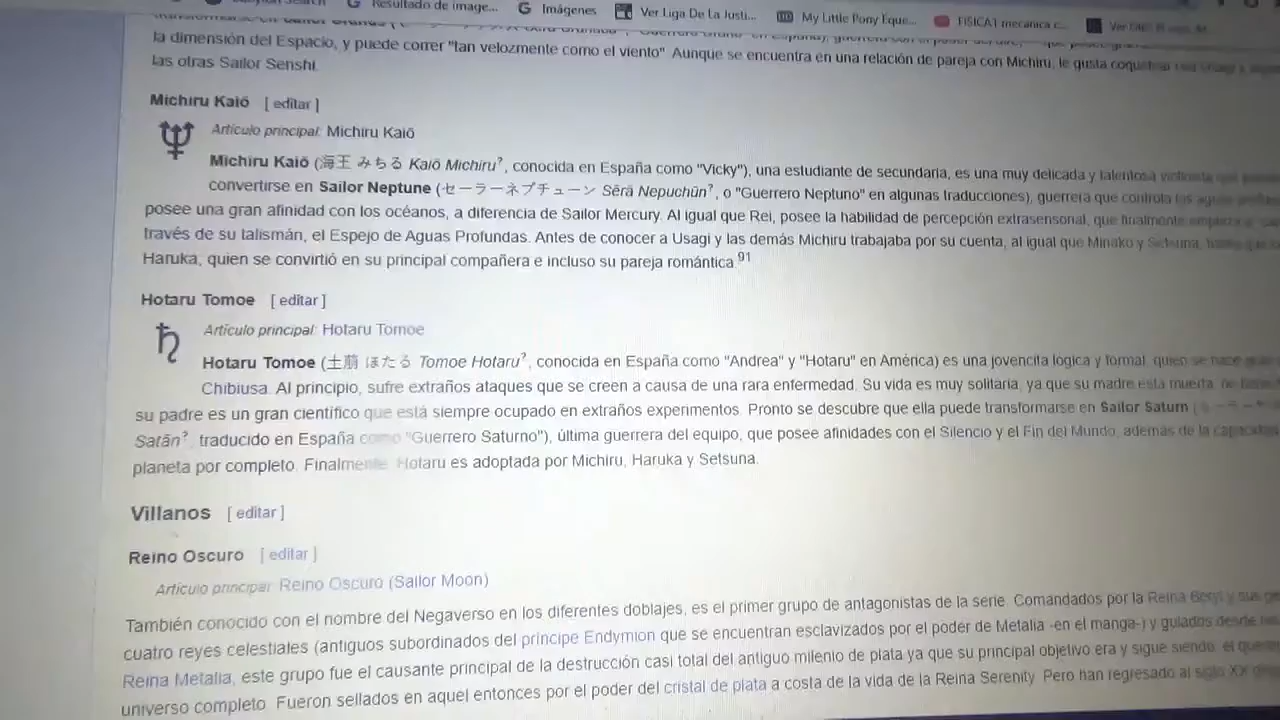 Resultado de image...
Imágenes
Ver Liga De La Justi...
My Little Pony Eque...
FISICA I mecanica c...
la dimensión del Espacio, y puede correr "tan velozmente como el viento" Aunque se encuentra en una relación de pareja con Michiru, le gusta coquetear
las otras Sailor Senshi.
Michiru Kaiō [ editar ]
Artículo principal: Michiru Kaiō
Michiru Kaiō (海王 みちる Kaiō Michiru?, conocida en España como "Vicky"), una estudiante de secundaria, es una muy delicada y talentosa violinista que
convertirse en Sailor Neptune (セーラーネプチューン Sērā Nepuchūn?, o "Guerrero Neptuno" en algunas traducciones), guerrera que controla las aguas
posee una gran afinidad con los océanos, a diferencia de Sailor Mercury. Al igual que Rei, posee la habilidad de percepción extrasensorial, que finalmente
través de su talismán, el Espejo de Aguas Profundas. Antes de conocer a Usagi y las demás Michiru trabajaba por su cuenta, al igual que Minako y Setsuna,
Haruka, quien se convirtió en su principal compañera e incluso su pareja romántica.91
Hotaru Tomoe [ editar ]
Artículo principal: Hotaru Tomoe
Hotaru Tomoe (土萠 ほたる Tomoe Hotaru?, conocida en España como "Andrea" y "Hotaru" en América) es una jovencita lógica y formal, quien se hace
Chibiusa. Al principio, sufre extraños ataques que se creen a causa de una rara enfermedad. Su vida es muy solitaria, ya que su madre está muerta,
su padre es un gran científico que está siempre ocupado en extraños experimentos. Pronto se descubre que ella puede transformarse en Sailor Saturn (
Satān?, traducido en España como "Guerrero Saturno"), última guerrera del equipo, que posee afinidades con el Silencio y el Fin del Mundo, además de la capacidad
planeta por completo. Finalmente, Hotaru es adoptada por Michiru, Haruka y Setsuna.
Villanos [ editar ]
Reino Oscuro [ editar ]
Artículo principal: Reino Oscuro (Sailor Moon)
También conocido con el nombre del Negaverso en los diferentes doblajes, es el primer grupo de antagonistas de la serie. Comandados por la Reina Beryl y sus
cuatro reyes celestiales (antiguos subordinados del príncipe Endymion que se encuentran esclavizados por el poder de Metalia -en el manga-) y guiados desde
Reina Metalia, este grupo fue el causante principal de la destrucción casi total del antiguo milenio de plata ya que su principal objetivo era y sigue siendo, el
universo completo. Fueron sellados en aquel entonces por el poder del cristal de plata a costa de la vida de la Reina Serenity. Pero han regresado al siglo XX